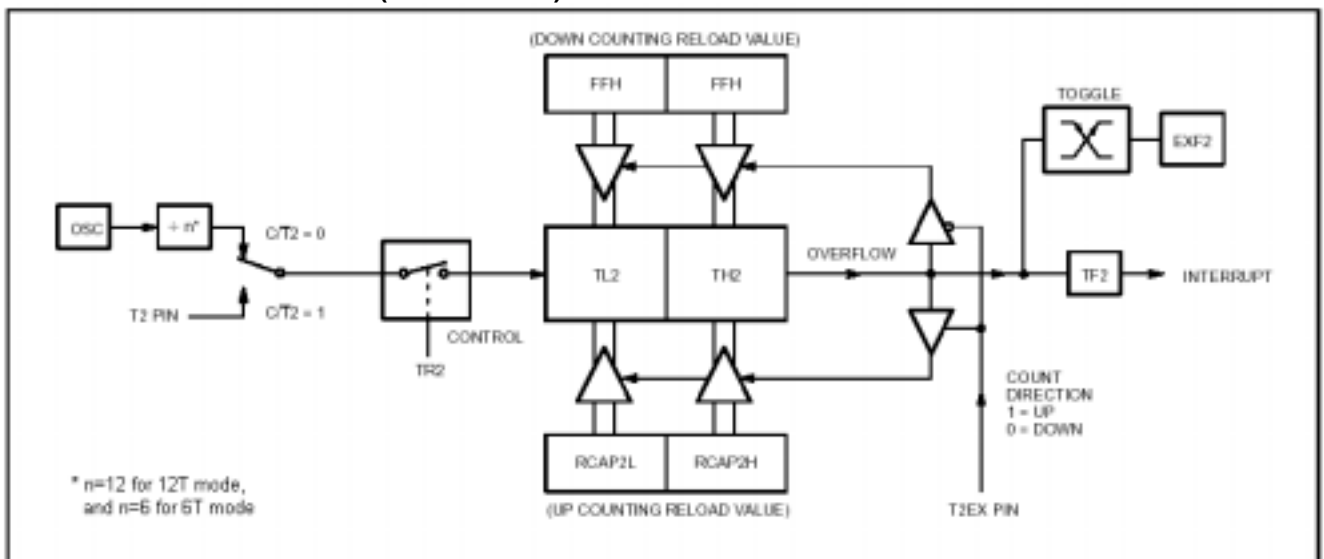 (DOWN COUNTING RELOAD VALUE)
FFH
FFH
TOGGLE
EXF2
OSC
÷ n*
C/T̅2̅ = 0
T2 PIN
C/T̅2̅ = 1
CONTROL
TR2
TL2
TH2
OVERFLOW
TF2
INTERRUPT
COUNT
DIRECTION
1 = UP
0 = DOWN
RCAP2L
RCAP2H
(UP COUNTING RELOAD VALUE)
T2EX PIN
* n=12 for 12T mode,
and n=6 for 6T mode